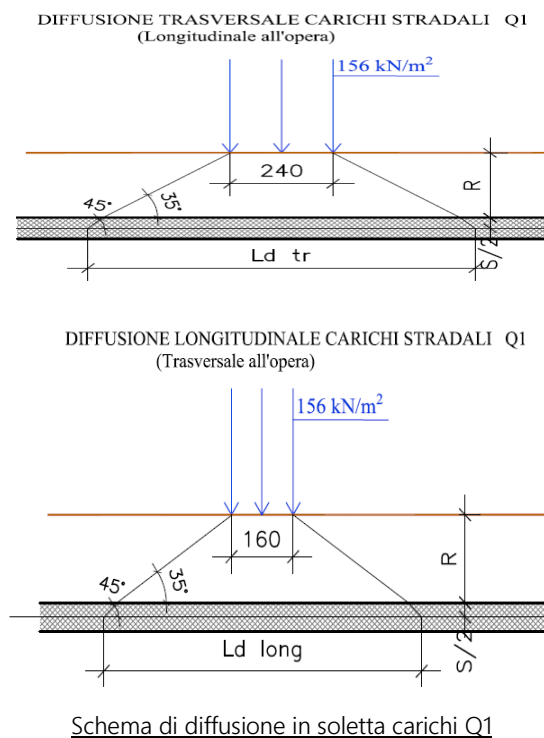 DIFFUSIONE TRASVERSALE CARICHI STRADALI Q1
(Longitudinale all'opera)
156 kN/m²
240
R
45°
35°
S/2
Ld tr
DIFFUSIONE LONGITUDINALE CARICHI STRADALI Q1
(Trasversale all'opera)
156 kN/m²
160
R
45°
35°
S/2
Ld long
Schema di diffusione in soletta carichi Q1